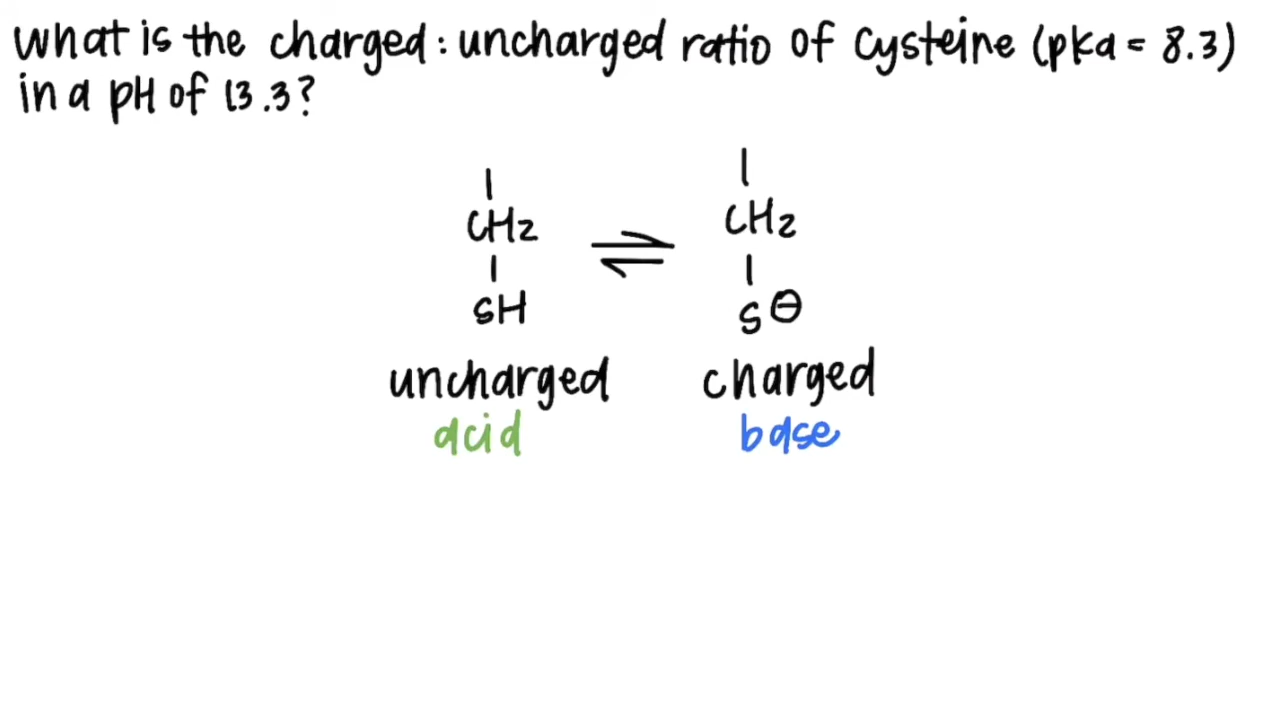 what is the charged : uncharged ratio of cysteine (pka = 8.3)
in a pH of 13.3?
CH2 ⇌ CH2
SH S⊖
uncharged charged
acid base